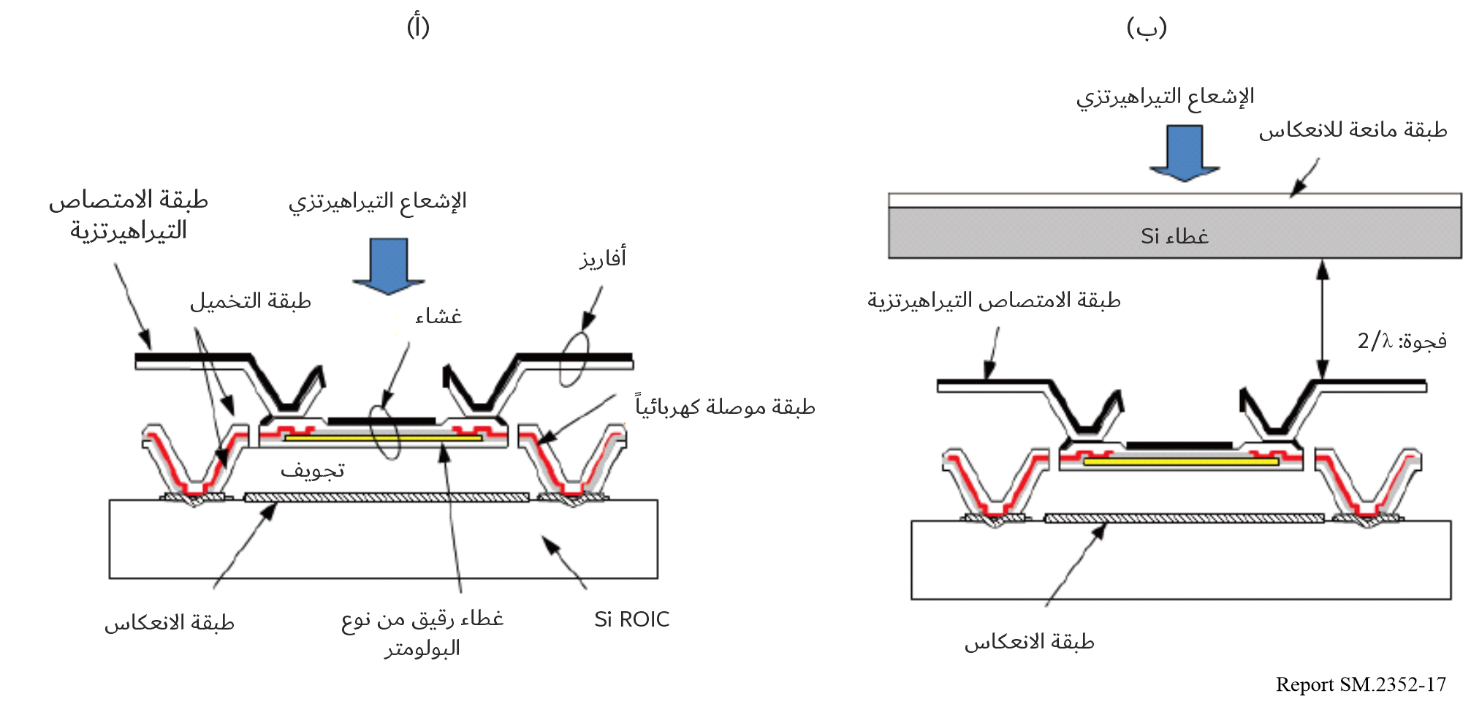 (أ)
(ب)
الإشعاع التيراهيرتزي
طبقة مانعة للانعكاس
غطاء Si
طبقة الامتصاص
التيراهيرتزية
الإشعاع التيراهيرتزي
أفاريز
طبقة التخميل
غشاء
طبقة الامتصاص التيراهيرتزية
فجوة: 2/λ
طبقة موصلة كهربائياً
تجويف
طبقة الانعكاس
غطاء رقيق من نوع
البولومتر
Si ROIC
طبقة الانعكاس
Report SM.2352-17